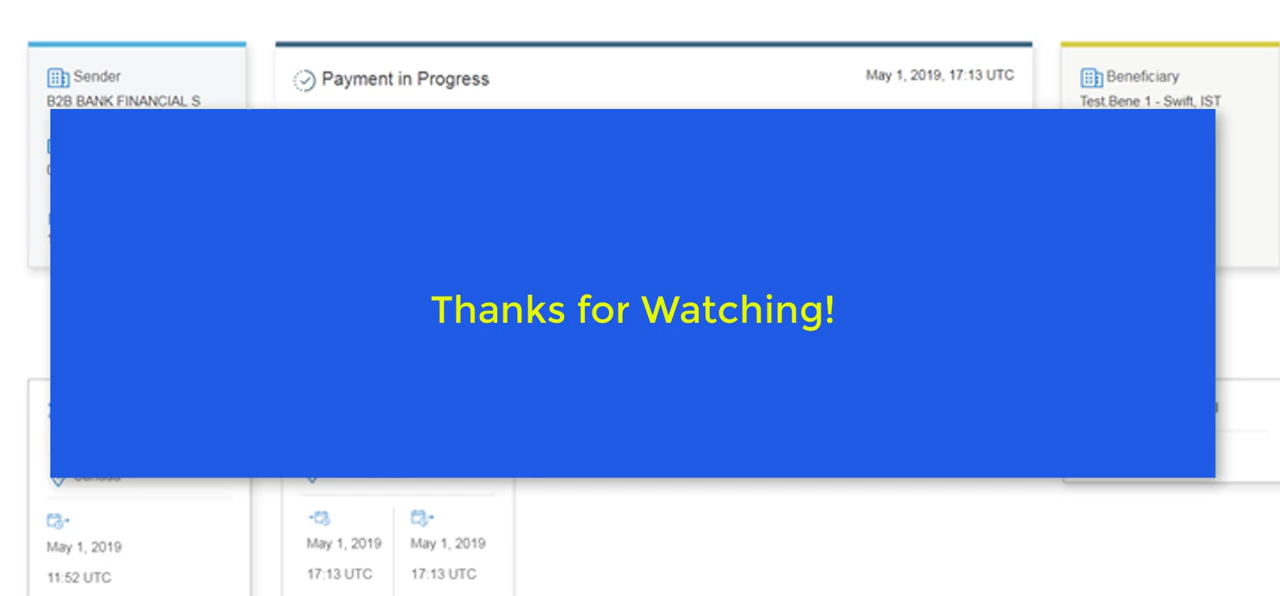 Sender
B2B BANK FINANCIAL S
Payment in Progress
May 1, 2019, 17:13 UTC
Beneficiary
Test Bene 1 - Swift, IST
Thanks for Watching!
May 1, 2019
11:52 UTC
May 1, 2019
17:13 UTC
May 1, 2019
17:13 UTC